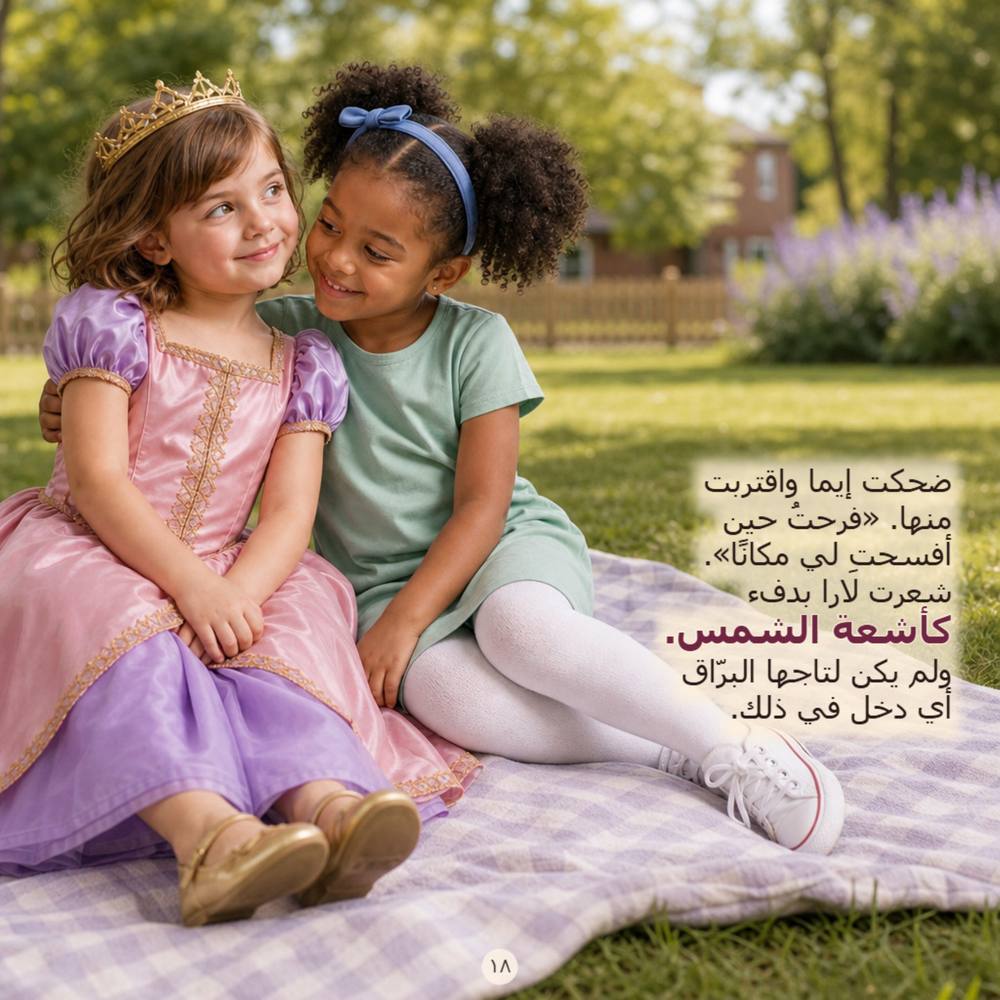 ضحكت إيما واقتربت
منها. «فرحتُ حين
أفسحتِ لي مكانًا».
شعرت لارا بدفء
كأشعة الشمس.
ولم يكن لتاجها البرّاق
أي دخل في ذلك.
١٨